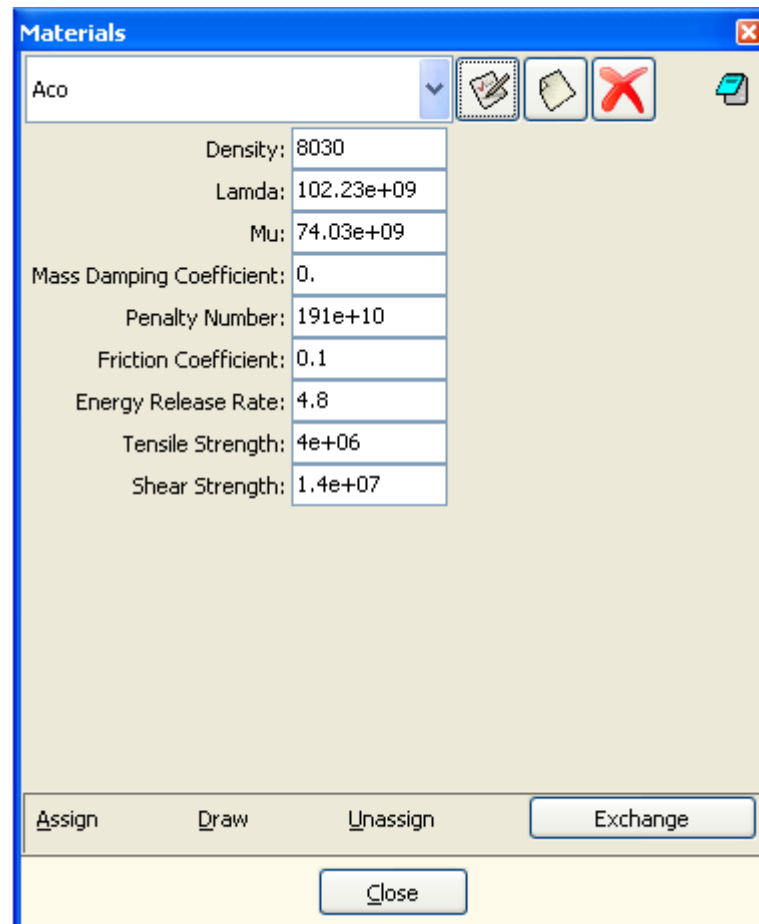 Materials
Aco
Density: 8030
Lamda: 102.23e+09
Mu: 74.03e+09
Mass Damping Coefficient: 0.
Penalty Number: 191e+10
Friction Coefficient: 0.1
Energy Release Rate: 4.8
Tensile Strength: 4e+06
Shear Strength: 1.4e+07
Assign Draw Unassign Exchange
Close